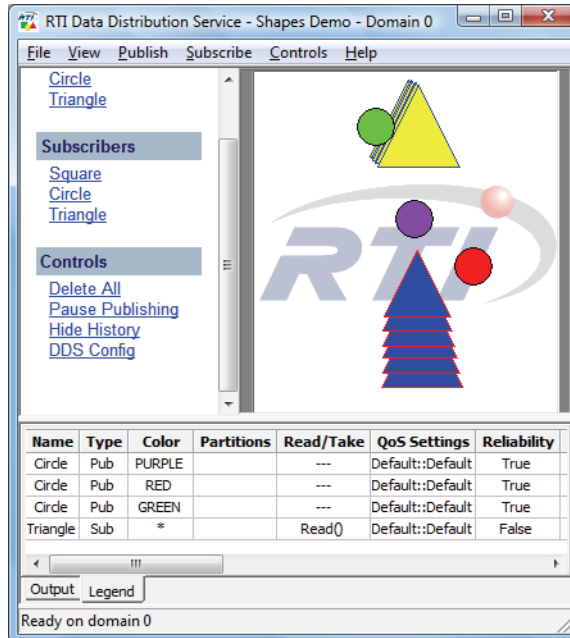 RTI Data Distribution Service - Shapes Demo - Domain 0
File View Publish Subscribe Controls Help
Circle
Triangle
Subscribers
Square
Circle
Triangle
Controls
Delete All
Pause Publishing
Hide History
DDS Config
RTI
Name Type Color Partitions Read/Take QoS Settings Reliability
Circle Pub PURPLE --- Default::Default True
Circle Pub RED --- Default::Default True
Circle Pub GREEN --- Default::Default True
Triangle Sub * Read() Default::Default False
Output Legend
Ready on domain 0